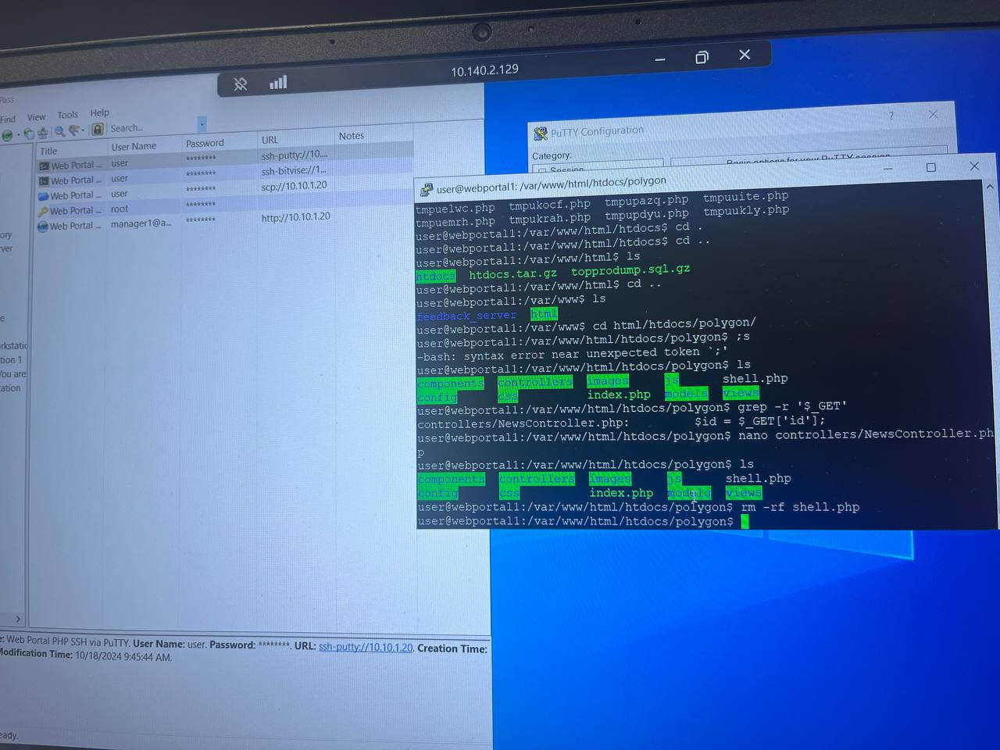 10.140.2.129
Pass
Find View Tools Help
Search...
Title User Name Password URL Notes
Web Portal ... user ******** ssh-putty://10....
Web Portal ... user ******** ssh-bitvise://1...
Web Portal ... user ******** scp://10.10.1.20
Web Portal ... root ********
Web Portal ... manager1@a... ******** http://10.10.1.20
ory
ver
e
rkstatic
tion 1
You are
tation
e: Web Portal PHP SSH via PuTTY. User Name: user. Password: ********. URL: ssh-putty://10.10.1.20. Creation Time:
Modification Time: 10/18/2024 9:45:44 AM.
eady.
PuTTY Configuration
?
Category:
Session
Basic options for your PuTTY session
user@webportal1: /var/www/html/htdocs/polygon
tmpuelwc.php tmpukocf.php tmpupazq.php tmpuuite.php
tmpuemrh.php tmpukrah.php tmpupdyu.php tmpuukly.php
user@webportal1:/var/www/html/htdocs$ cd .
user@webportal1:/var/www/html/htdocs$ cd ..
user@webportal1:/var/www/html$ ls
htdocs htdocs.tar.gz topprodump.sql.gz
user@webportal1:/var/www/html$ cd ..
user@webportal1:/var/www$ ls
feedback_server html
user@webportal1:/var/www$ cd html/htdocs/polygon/
user@webportal1:/var/www/html/htdocs/polygon$ ;s
-bash: syntax error near unexpected token `;'
user@webportal1:/var/www/html/htdocs/polygon$ ls
components controllers images js shell.php
config css index.php models views
user@webportal1:/var/www/html/htdocs/polygon$ grep -r '$_GET'
controllers/NewsController.php: $id = $_GET['id'];
user@webportal1:/var/www/html/htdocs/polygon$ nano controllers/NewsController.ph
p
user@webportal1:/var/www/html/htdocs/polygon$ ls
components controllers images js shell.php
config css index.php models views
user@webportal1:/var/www/html/htdocs/polygon$ rm -rf shell.php
user@webportal1:/var/www/html/htdocs/polygon$